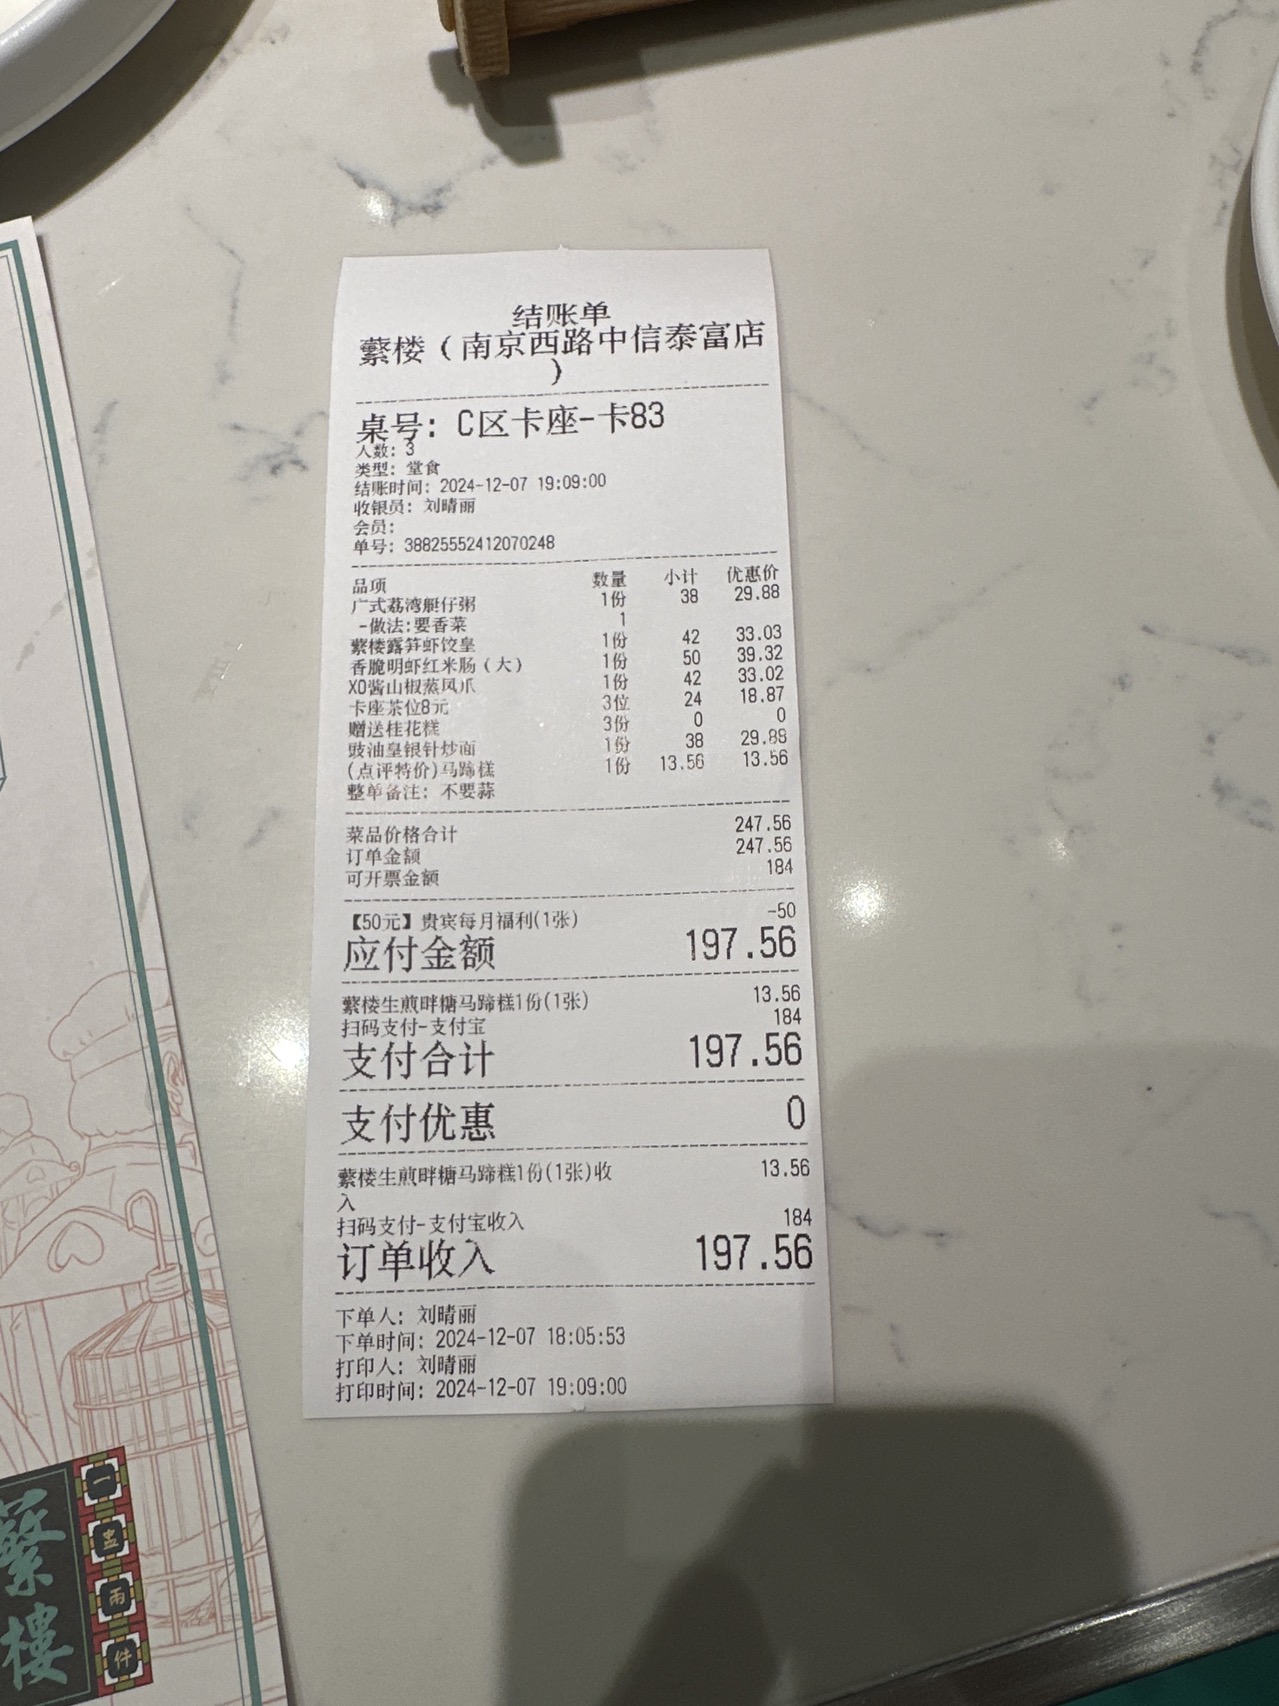 结账单
蘩楼（南京西路中信泰富店
）
桌号: C区卡座-卡83
人数: 3
类型: 堂食
结账时间: 2024-12-07 19:09:00
收银员: 刘晴丽
会员:
单号: 38825552412070248
品项 数量 小计 优惠价
广式荔湾艇仔粥 1份 38 29.88
-做法:要香菜 1
蘩楼露笋虾饺皇 1份 42 33.03
香脆明虾红米肠（大） 1份 50 39.32
XO酱山椒蒸凤爪 1份 42 33.02
卡座茶位8元 3位 24 18.87
赠送桂花糕 3份 0 0
豉油皇银针炒面 1份 38 29.88
(点评特价)马蹄糕 1份 13.56 13.56
整单备注: 不要蒜
菜品价格合计 247.56
订单金额 247.56
可开票金额 184
【50元】贵宾每月福利(1张) -50
应付金额 197.56
蘩楼生煎畔糖马蹄糕1份(1张) 13.56
扫码支付-支付宝 184
支付合计 197.56
支付优惠 0
蘩楼生煎畔糖马蹄糕1份(1张)收 13.56
入
扫码支付-支付宝收入 184
订单收入 197.56
下单人: 刘晴丽
下单时间: 2024-12-07 18:05:53
打印人: 刘晴丽
打印时间: 2024-12-07 19:09:00
蘩樓
一盅兩件